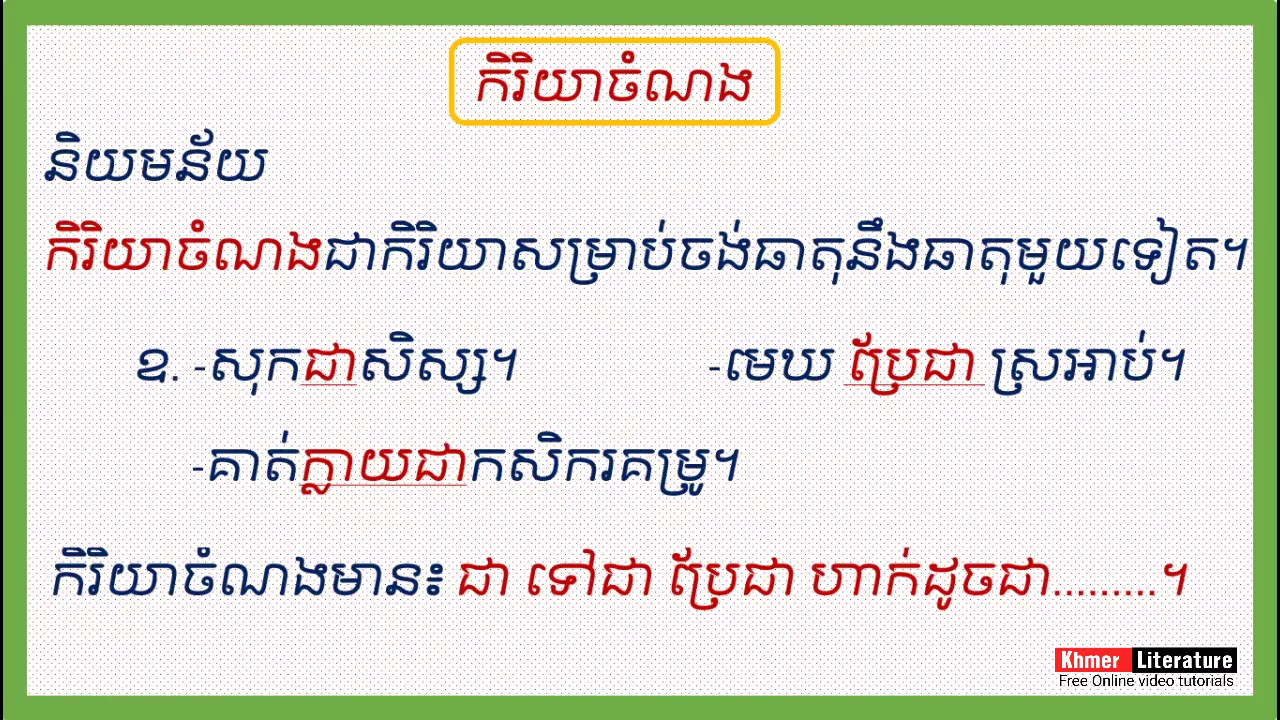 កិរិយាចំណង
និយមន័យ
កិរិយាចំណងជាកិរិយាសម្រាប់ចង់ធាតុនឹងធាតុមួយទៀត។
ឧ. -សុកជាសិស្ស។ -មេឃ ប្រែជា ស្រអាប់។
-គាត់ក្លាយជាកសិករគម្រូ។
កិរិយាចំណងមាន៖ ជា ទៅជា ប្រែជា ហាក់ដូចជា.........។
Khmer Literature
Free Online video tutorials